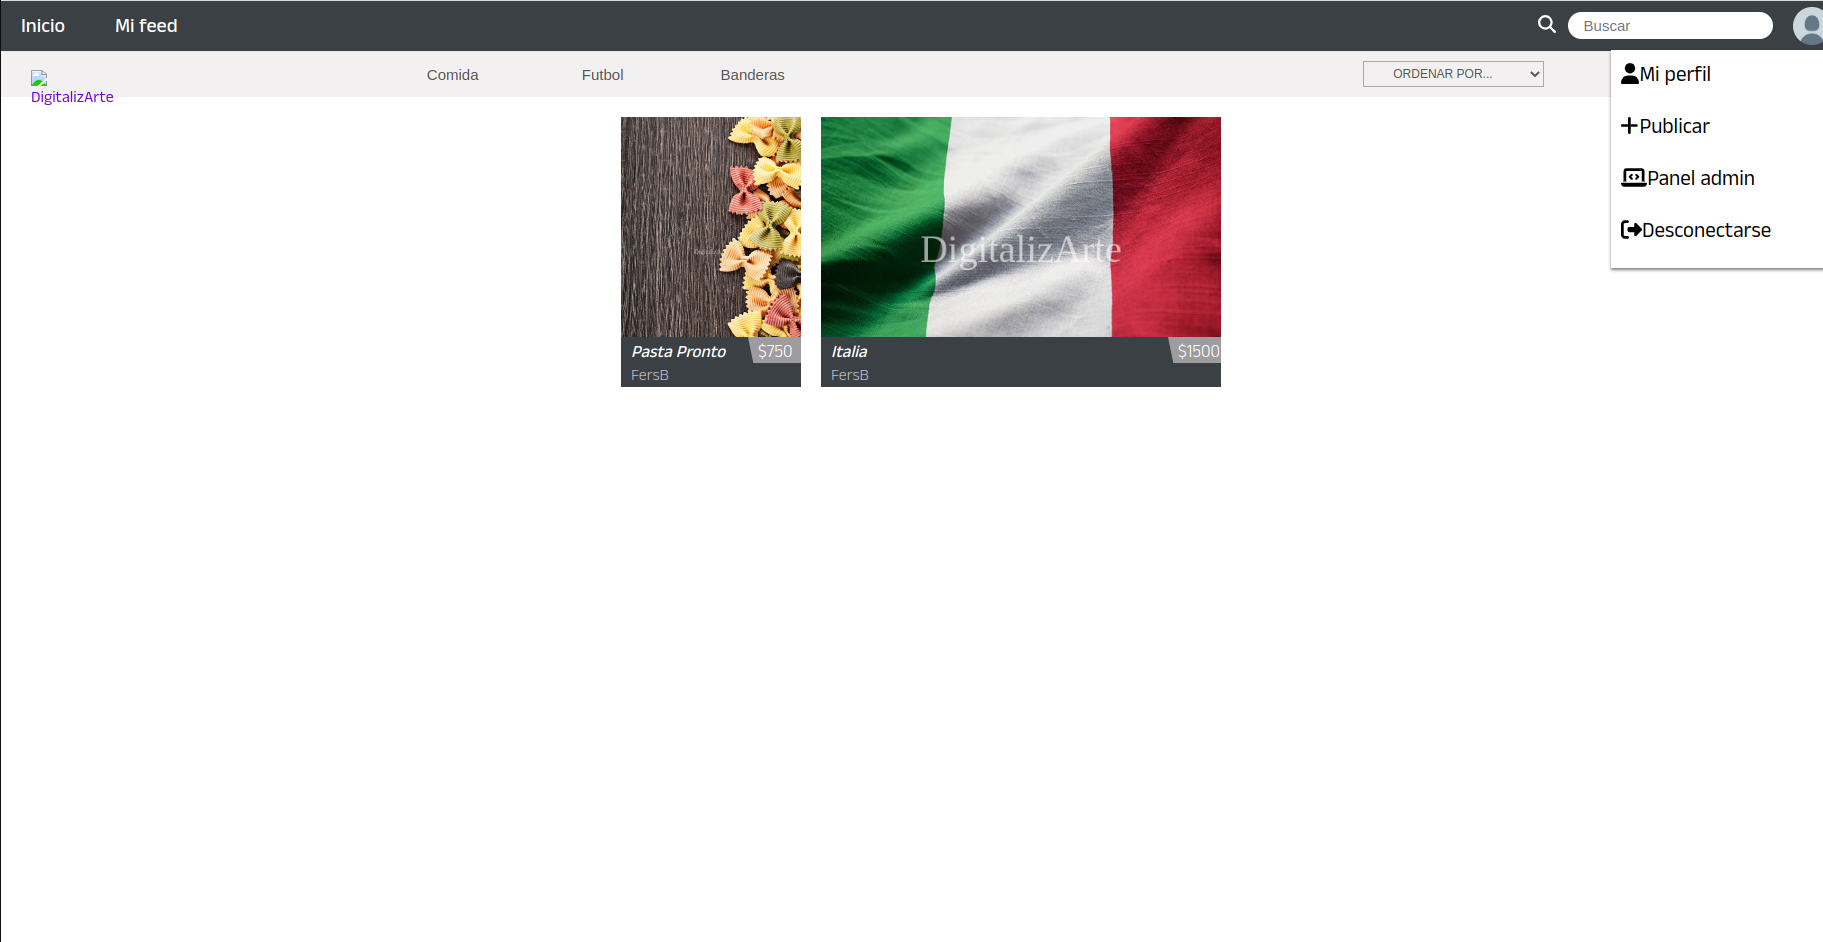 Inicio
Mi feed
Buscar
DigitalizArte
Comida
Futbol
Banderas
ORDENAR POR...
Mi perfil
Publicar
Panel admin
Desconectarse
DigitalizArte
Pasta Pronto
$750
FersB
Italia
$1500
FersB